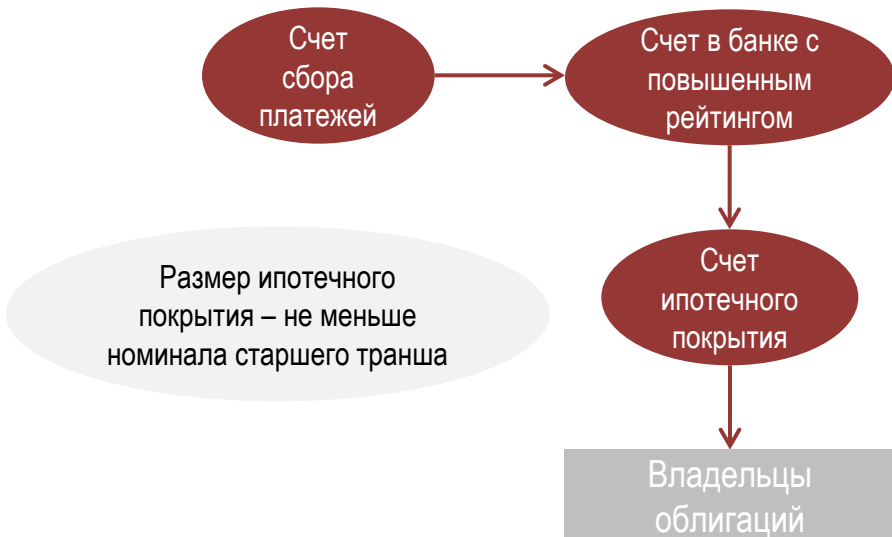 Счет
сбора
платежей
Счет в банке с
повышенным
рейтингом
Размер ипотечного
покрытия – не меньше
номинала старшего транша
Счет
ипотечного
покрытия
Владельцы
облигаций